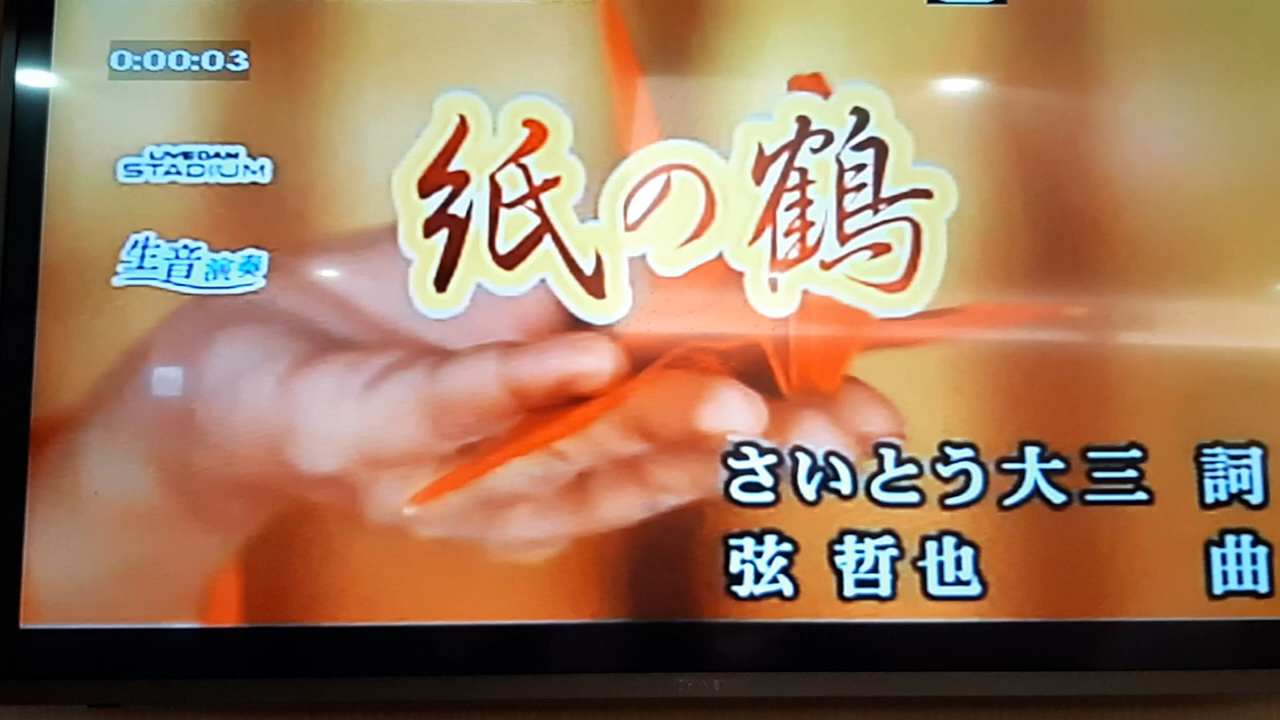 0:00:03
LIVE DAM
STADIUM
生音演奏
紙の鶴
さいとう大三 詞
弦 哲也 曲